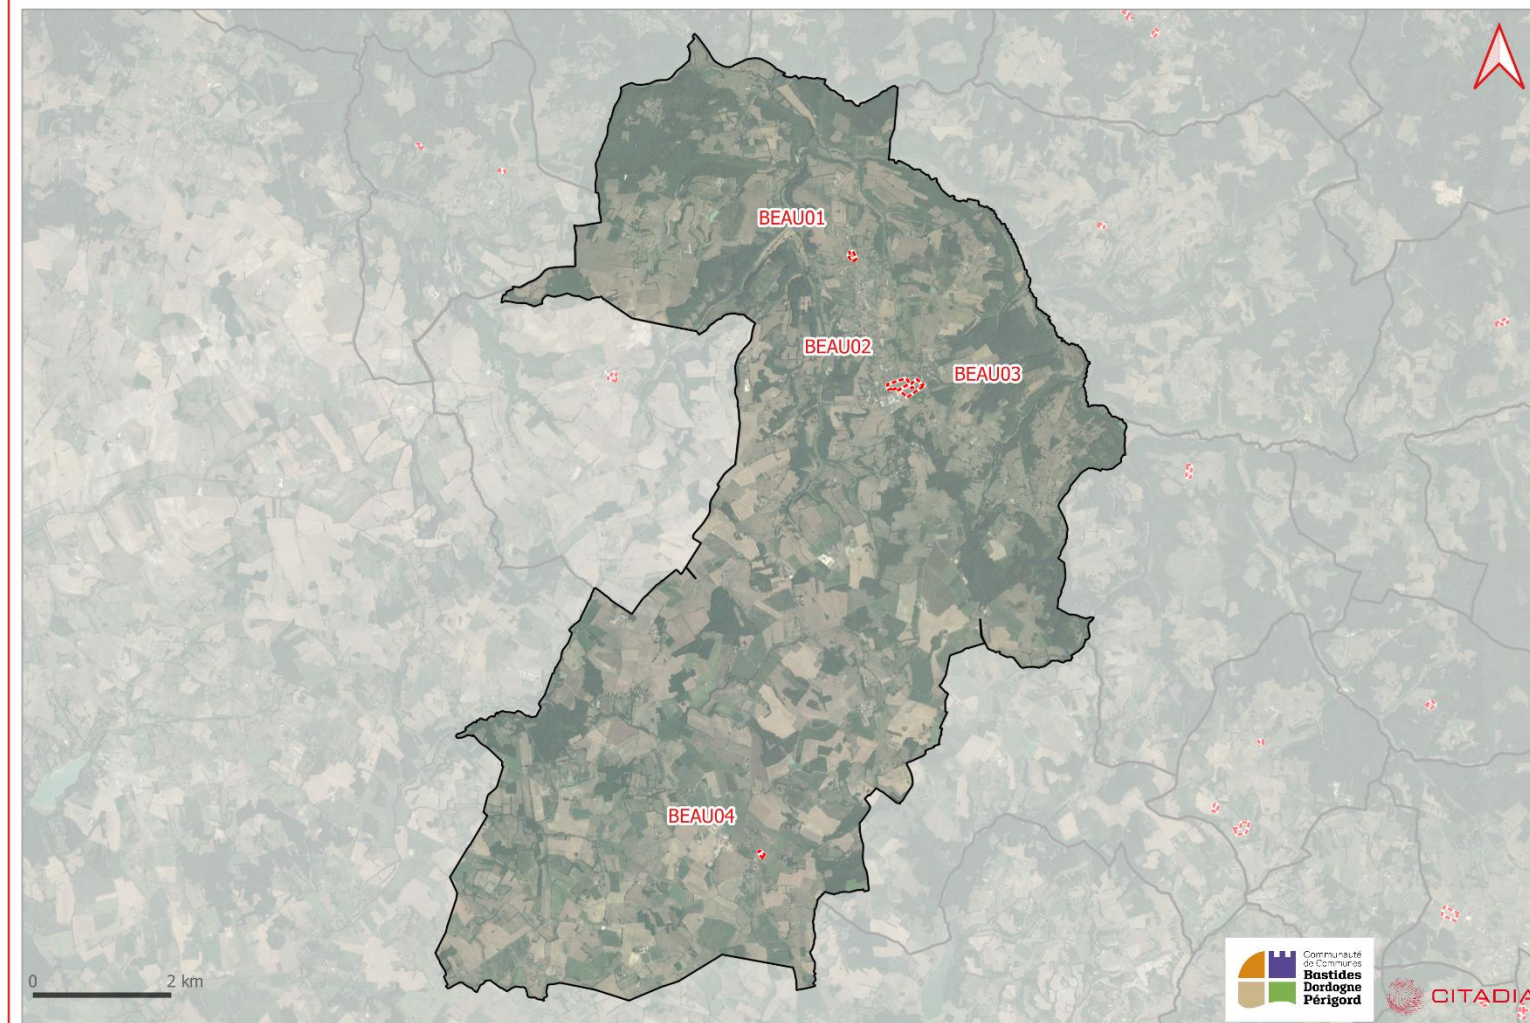 BEAU01
BEAU02
BEAU03
BEAU04
0 2 km
Communauté
de Communes
Bastides
Dordogne
Périgord
CITADIA